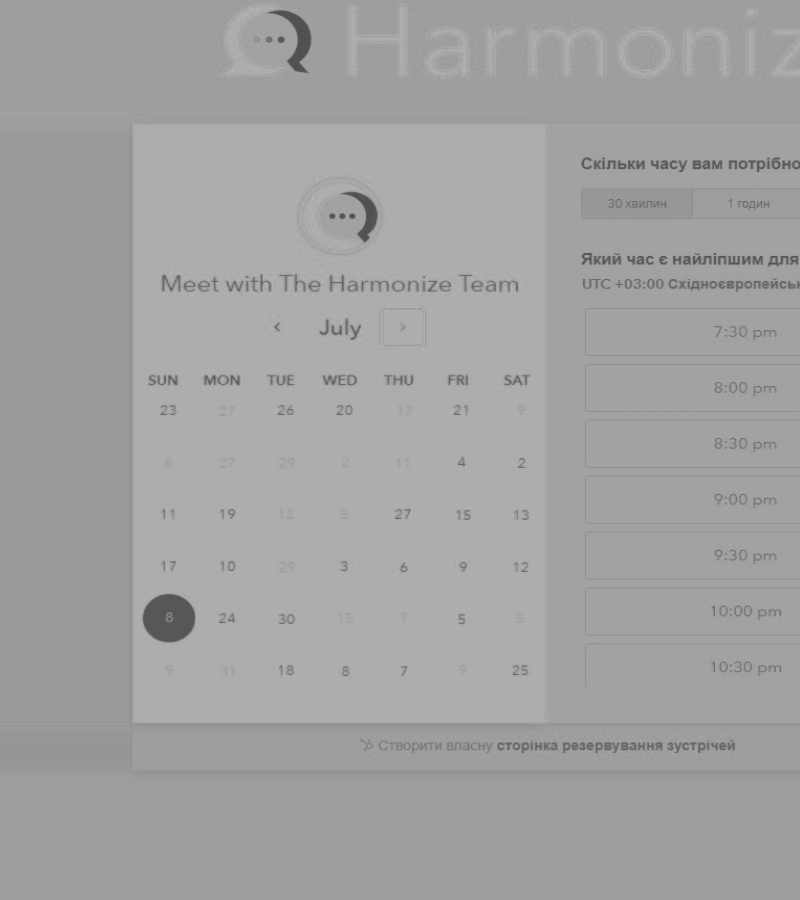 Harmoniz
Meet with The Harmonize Team
July
SUN MON TUE WED THU FRI SAT
23 27 26 20 17 21 9
6 27 29 2 11 4 2
11 19 12 5 27 15 13
17 10 29 3 6 9 12
8 24 30 15 7 5 5
9 31 18 8 7 9 25
Скільки часу вам потрібно
30 хвилин 1 годин
Який час є найліпшим для
UTC +03:00 Східноєвропейськ
7:30 pm
8:00 pm
8:30 pm
9:00 pm
9:30 pm
10:00 pm
10:30 pm
Створити власну сторінка резервування зустрічей